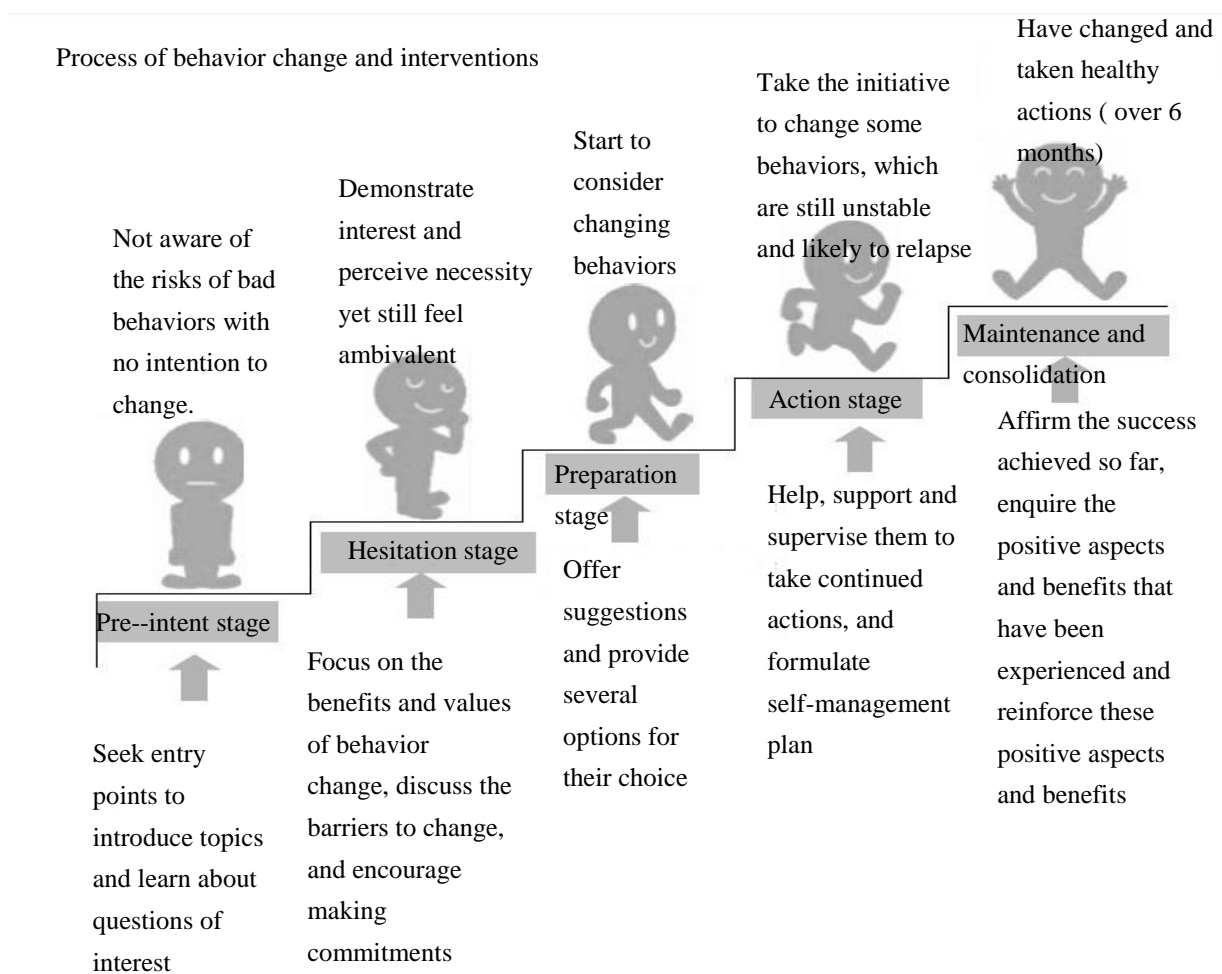 Process of behavior change and interventions
Not aware of
the risks of bad
behaviors with
no intention to
change.
Pre--intent stage
Seek entry
points to
introduce topics
and learn about
questions of
interest
Demonstrate
interest and
perceive necessity
yet still feel
ambivalent
Hesitation stage
Focus on the
benefits and values
of behavior
change, discuss the
barriers to change,
and encourage
making
commitments
Start to
consider
changing
behaviors
Preparation
stage
Offer
suggestions
and provide
several
options for
their choice
Take the initiative
to change some
behaviors, which
are still unstable
and likely to relapse
Action stage
Help, support and
supervise them to
take continued
actions, and
formulate
self-management
plan
Have changed and
taken healthy
actions ( over 6
months)
Maintenance and
consolidation
Affirm the success
achieved so far,
enquire the
positive aspects
and benefits that
have been
experienced and
reinforce these
positive aspects
and benefits